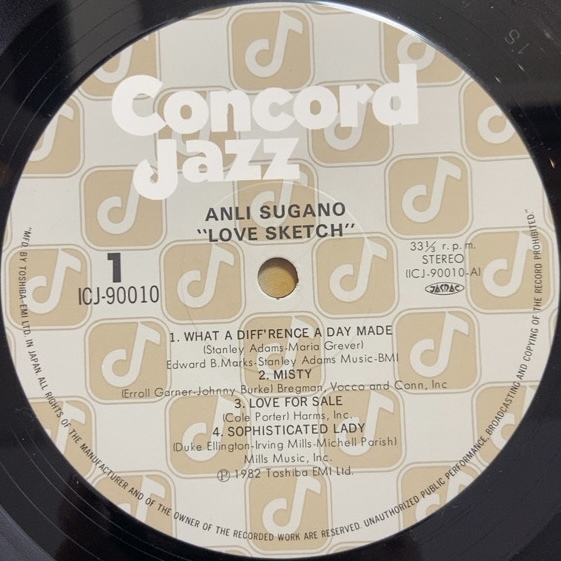 Concord
Jazz
ANLI SUGANO
"LOVE SKETCH"
1
ICJ-90010
33⅓ r.p.m.
STEREO
(ICJ-90010-A)
JASRAC
1. WHAT A DIFF'RENCE A DAY MADE
(Stanley Adams-Maria Grever)
Edward B.Marks-Stanley Adams Music-BMI
2. MISTY
(Erroll Garner-Johnny Burke) Bregman, Vocco and Conn, Inc
3. LOVE FOR SALE
(Cole Porter) Harms, Inc.
4. SOPHISTICATED LADY
(Duke Ellington-Irving Mills-Michell Parish)
Mills Music, Inc.
℗ 1982 Toshiba EMI Ltd.
"MFD BY TOSHIBA-EMI LTD. IN JAPAN ALL RIGHTS OF THE MANUFACTURER AND OF THE OWNER OF THE RECORDED WORK ARE RESERVED. UNAUTHORIZED PUBLIC PERFORMANCE, BROADCASTING AND COPYING OF THE RECORD PROHIBITED."
15